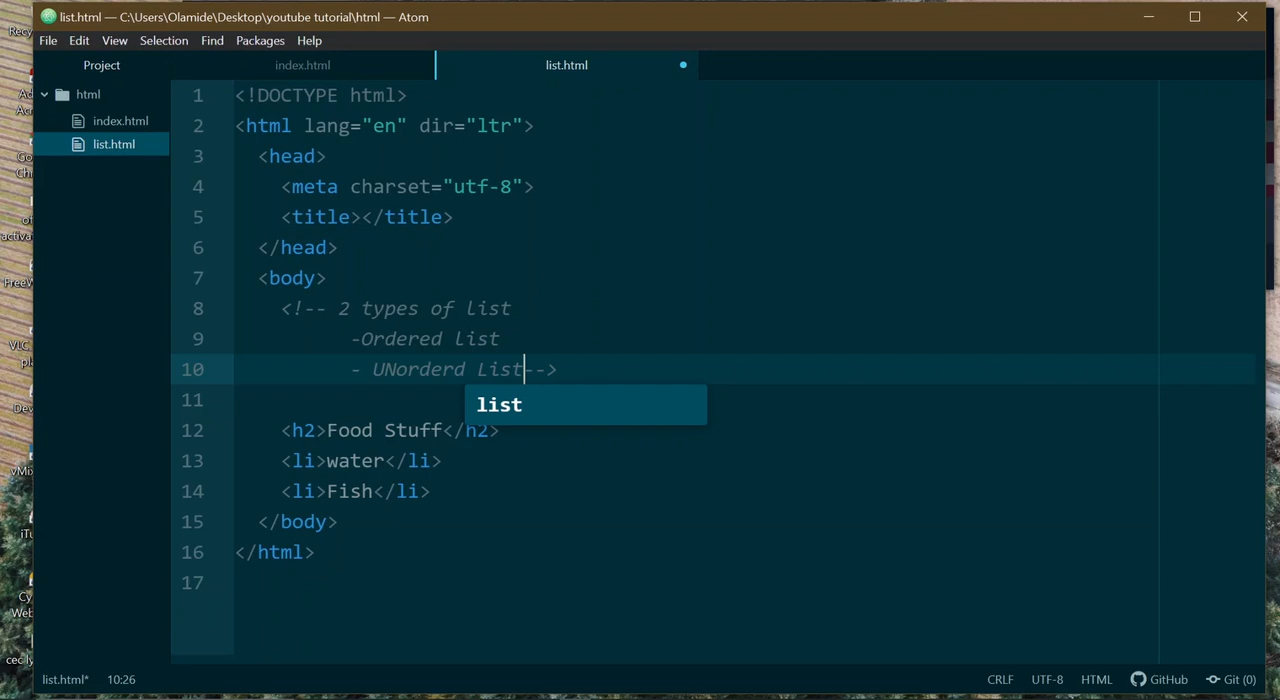 list.html — C:\Users\Olamide\Desktop\youtube tutorial\html — Atom
File Edit View Selection Find Packages Help
Project index.html list.html
html
index.html
list.html
1 <!DOCTYPE html>
2 <html lang="en" dir="ltr">
3 <head>
4 <meta charset="utf-8">
5 <title></title>
6 </head>
7 <body>
8 <!-- 2 types of list
9 -Ordered list
10 - UNorderd List-->
list
11
12 <h2>Food Stuff</h2>
13 <li>water</li>
14 <li>Fish</li>
15 </body>
16 </html>
17
list.html* 10:26 CRLF UTF-8 HTML GitHub Git (0)